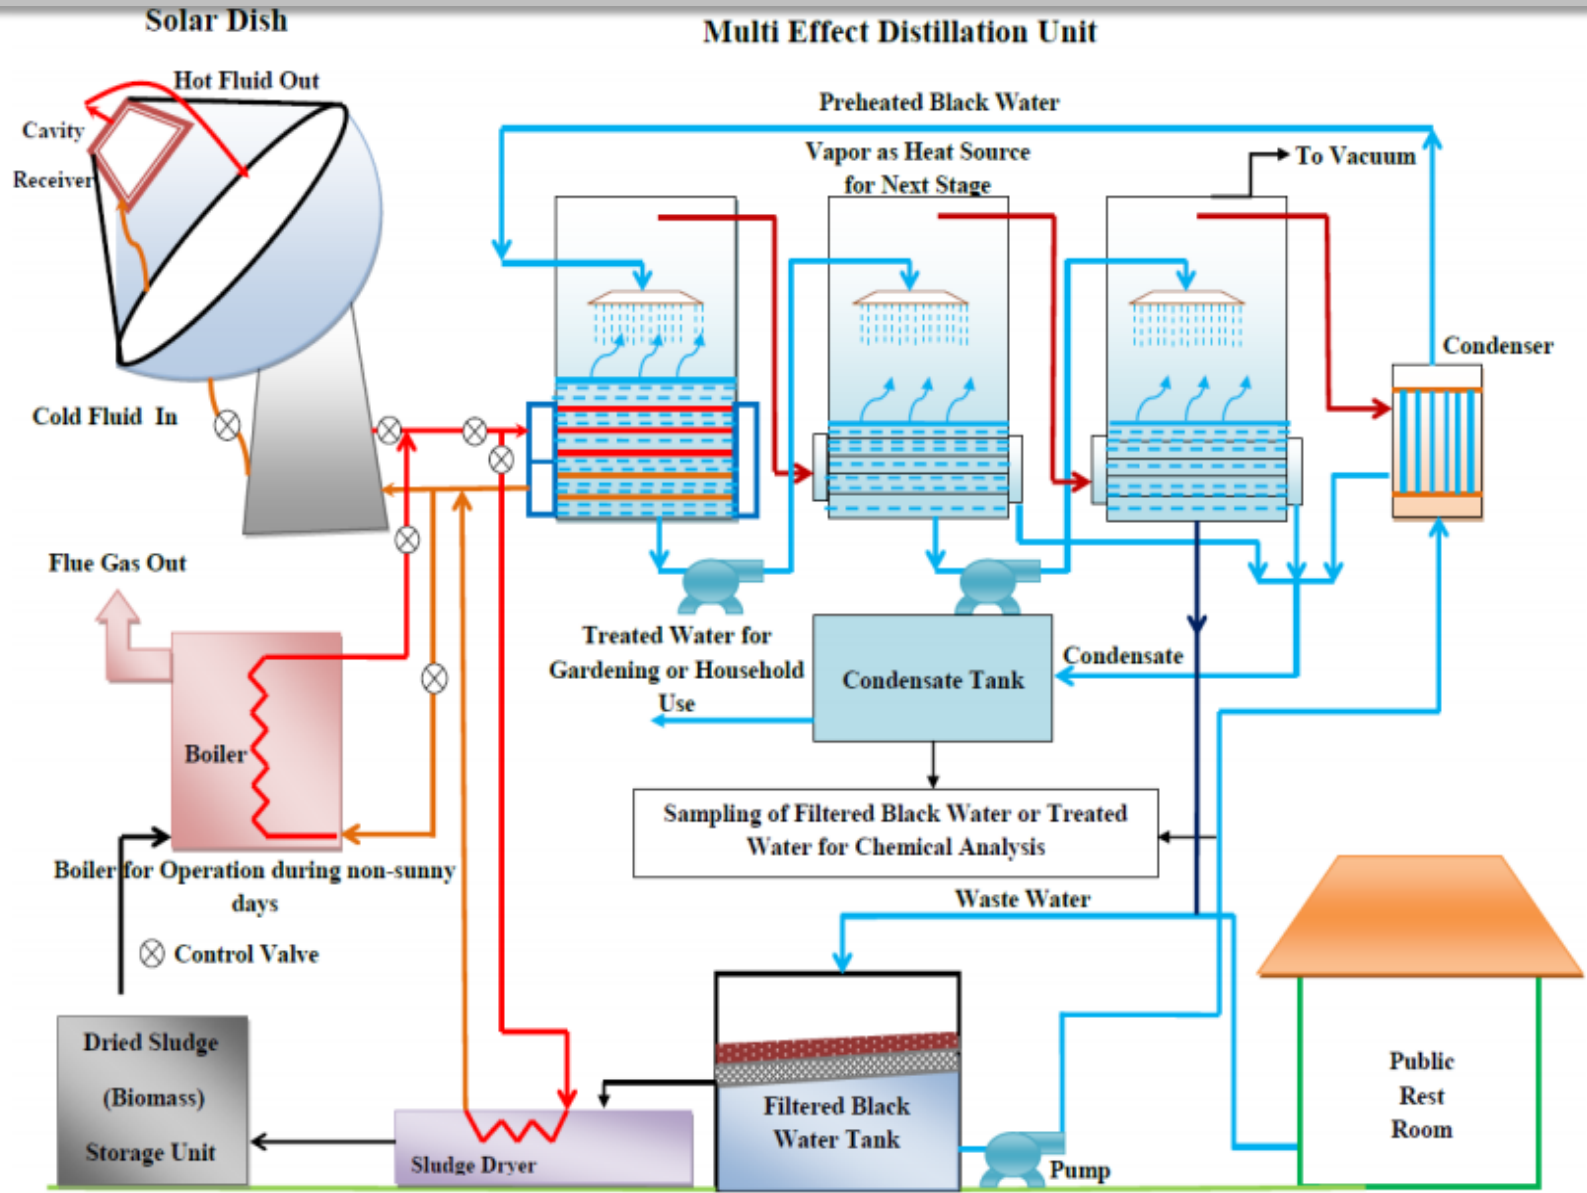 Solar Dish
Multi Effect Distillation Unit
Hot Fluid Out
Preheated Black Water
Cavity
Receiver
Vapor as Heat Source
for Next Stage
To Vacuum
Condenser
Cold Fluid In
Flue Gas Out
Treated Water for
Gardening or Household
Use
Condensate Tank
Condensate
Boiler
Sampling of Filtered Black Water or Treated
Water for Chemical Analysis
Boiler for Operation during non-sunny
days
Waste Water
Control Valve
Dried Sludge
(Biomass)
Storage Unit
Sludge Dryer
Filtered Black
Water Tank
Pump
Public
Rest
Room